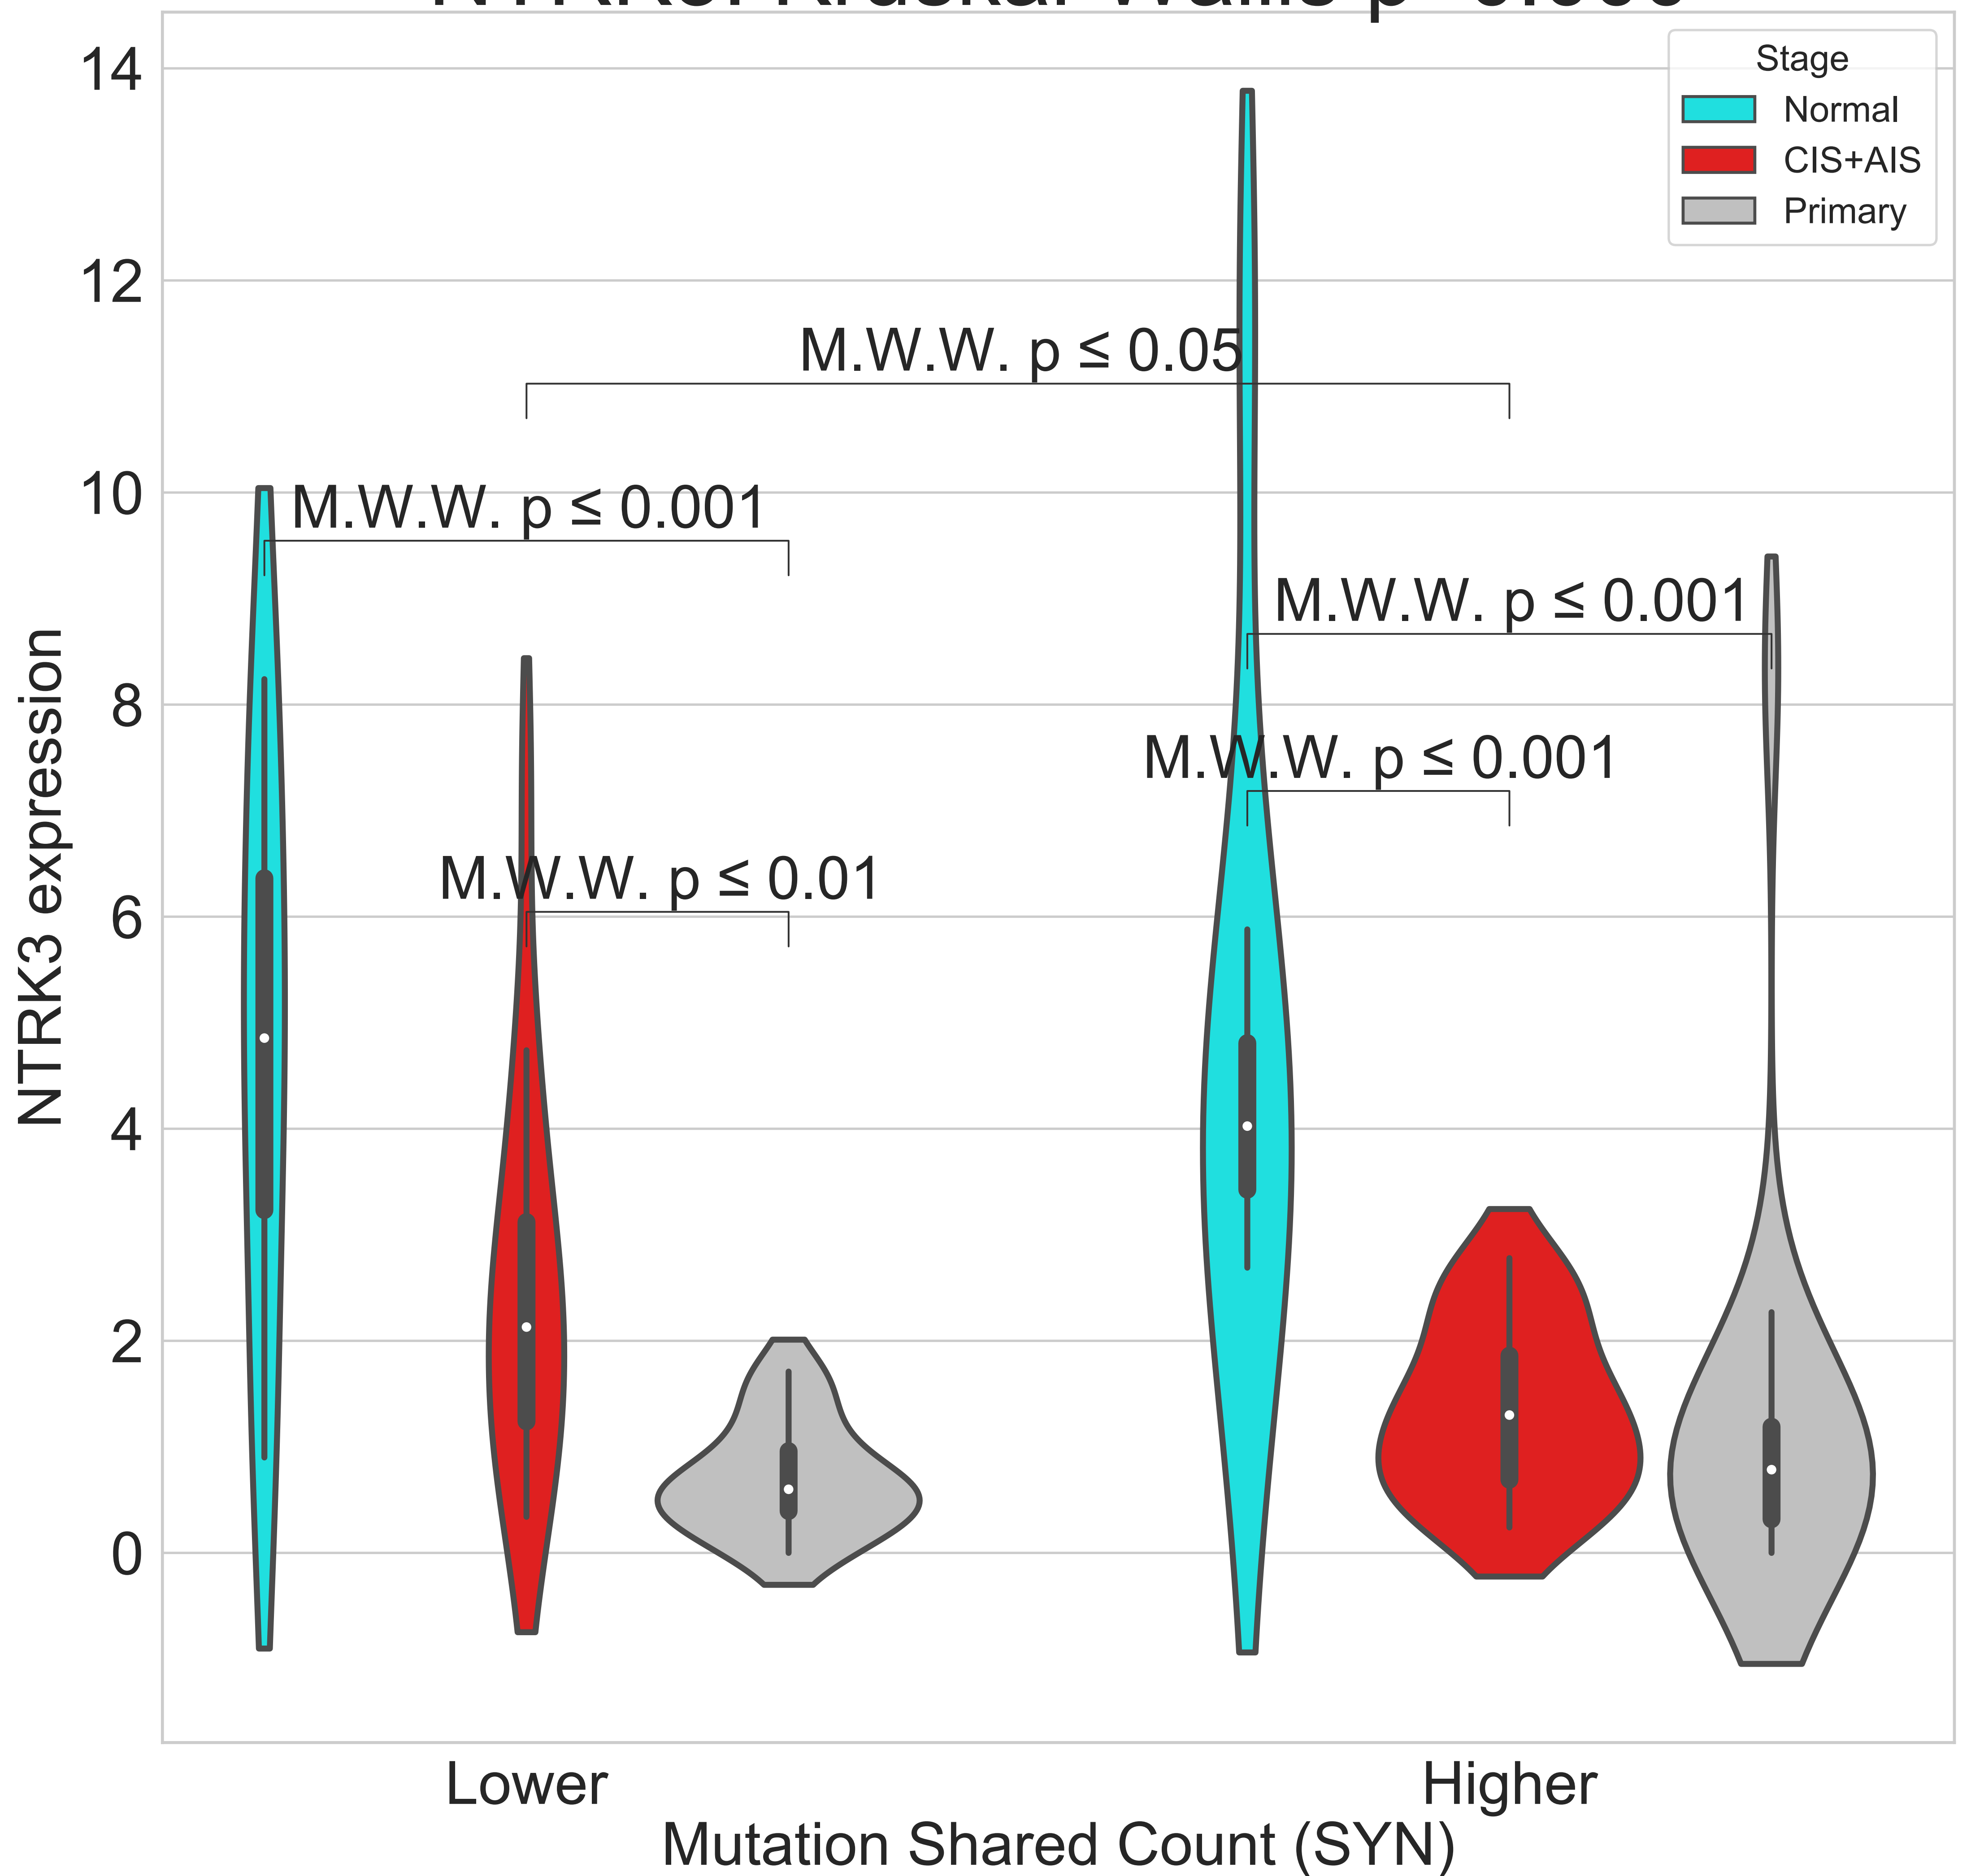 14
Stage
Normal
CIS+AIS
Primary
12
M.W.W. p ≤ 0.05
10
M.W.W. p ≤ 0.001
M.W.W. p ≤ 0.001
8
M.W.W. p ≤ 0.001
M.W.W. p ≤ 0.01
6
NTRK3 expression
4
2
0
Lower
Higher
Mutation Shared Count (SYN)